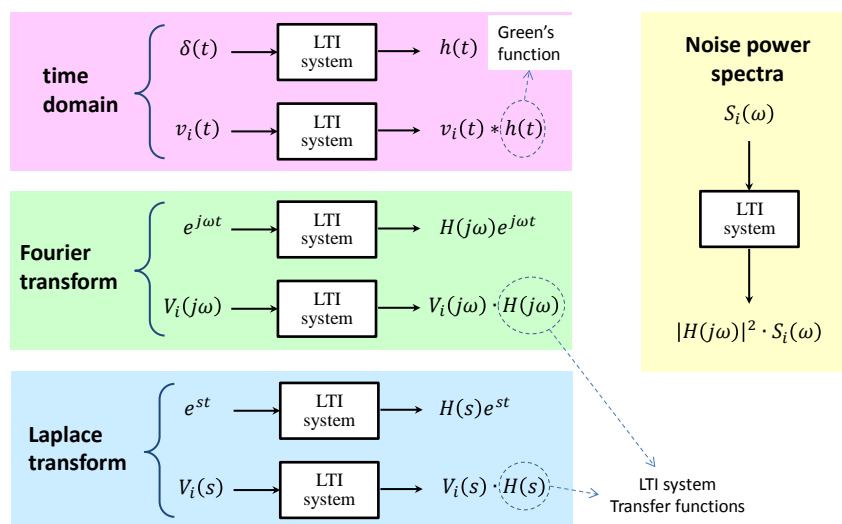 time
domain
δ(t)
LTI
system
h(t)
Green's
function
v_i(t)
LTI
system
v_i(t) ∗ h(t)
Fourier
transform
e^{jωt}
LTI
system
H(jω)e^{jωt}
V_i(jω)
LTI
system
V_i(jω) · H(jω)
Laplace
transform
e^{st}
LTI
system
H(s)e^{st}
V_i(s)
LTI
system
V_i(s) · H(s)
Noise power
spectra
S_i(ω)
LTI
system
|H(jω)|² · S_i(ω)
LTI system
Transfer functions